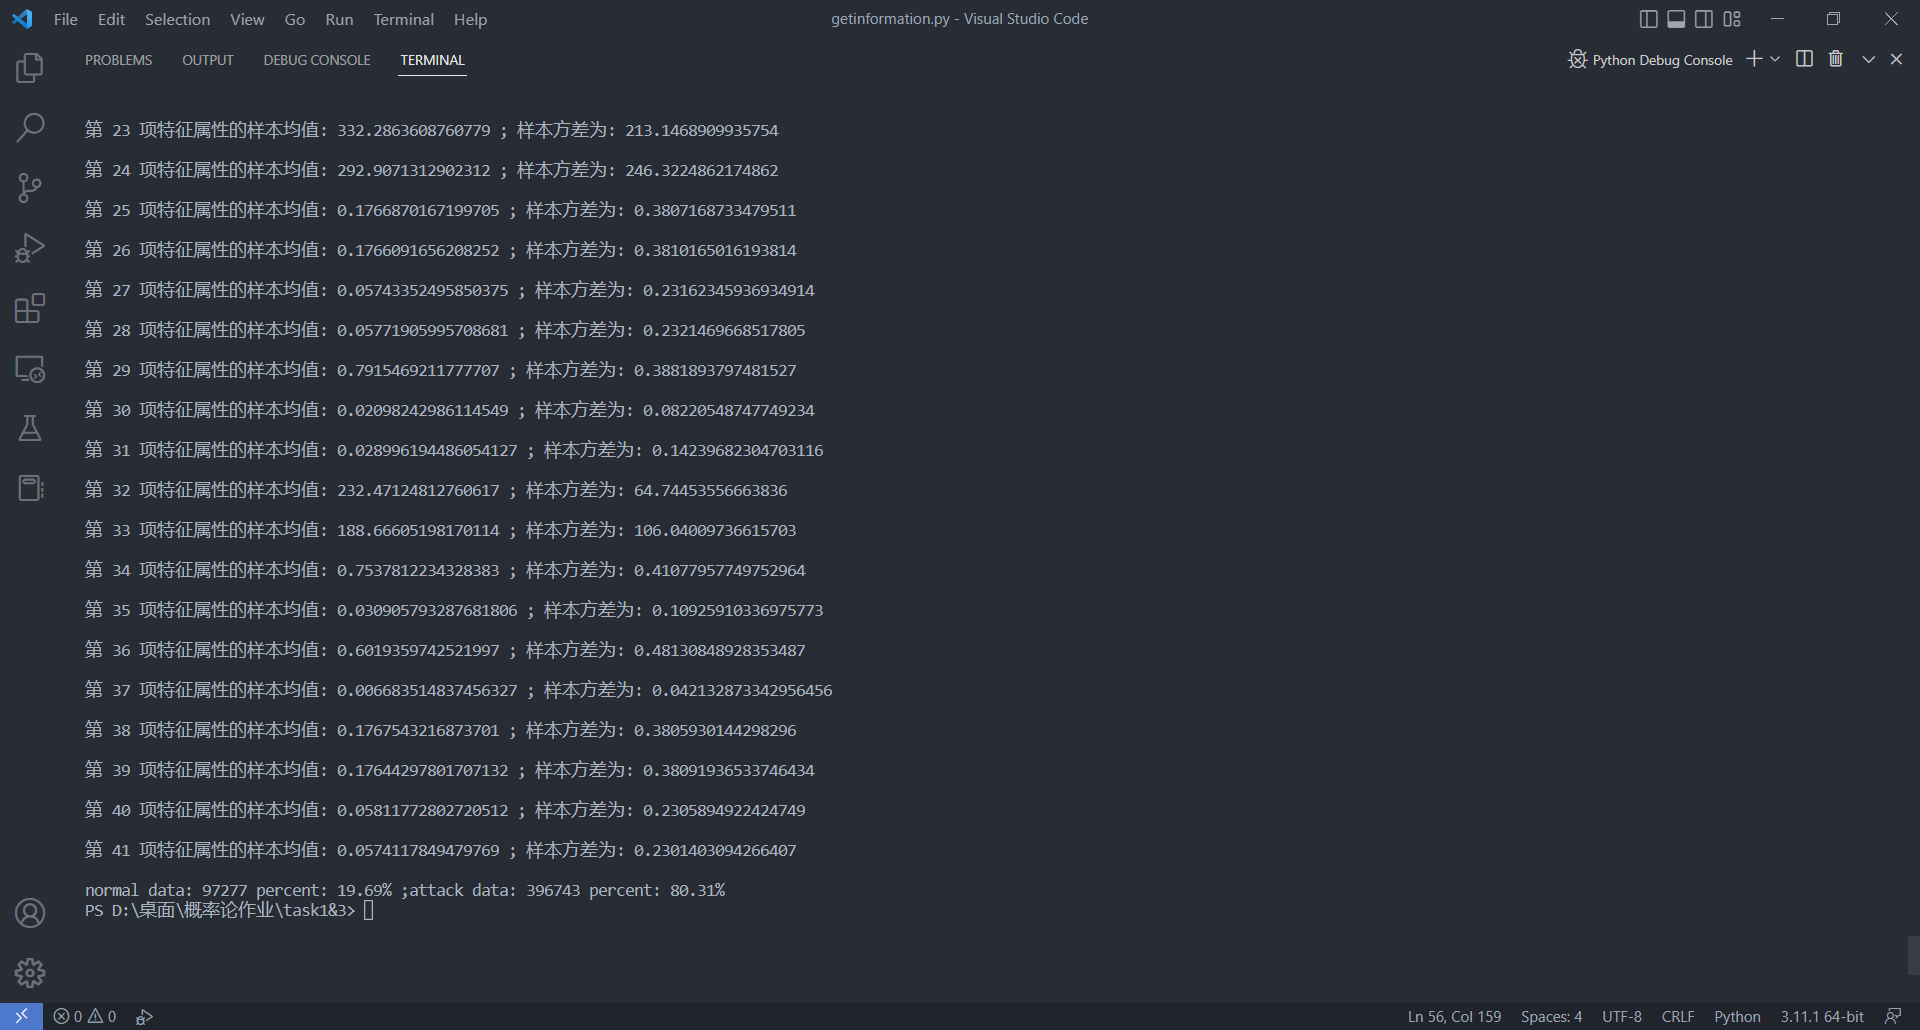 File Edit Selection View Go Run Terminal Help getinformation.py - Visual Studio Code
PROBLEMS OUTPUT DEBUG CONSOLE TERMINAL Python Debug Console
第 23 项特征属性的样本均值: 332.2863608760779 ; 样本方差为: 213.1468909935754
第 24 项特征属性的样本均值: 292.9071312902312 ; 样本方差为: 246.3224862174862
第 25 项特征属性的样本均值: 0.1766870167199705 ; 样本方差为: 0.3807168733479511
第 26 项特征属性的样本均值: 0.1766091656208252 ; 样本方差为: 0.3810165016193814
第 27 项特征属性的样本均值: 0.05743352495850375 ; 样本方差为: 0.23162345936934914
第 28 项特征属性的样本均值: 0.05771905995708681 ; 样本方差为: 0.2321469668517805
第 29 项特征属性的样本均值: 0.7915469211777707 ; 样本方差为: 0.3881893797481527
第 30 项特征属性的样本均值: 0.02098242986114549 ; 样本方差为: 0.08220548747749234
第 31 项特征属性的样本均值: 0.028996194486054127 ; 样本方差为: 0.14239682304703116
第 32 项特征属性的样本均值: 232.47124812760617 ; 样本方差为: 64.74453556663836
第 33 项特征属性的样本均值: 188.66605198170114 ; 样本方差为: 106.04009736615703
第 34 项特征属性的样本均值: 0.7537812234328383 ; 样本方差为: 0.41077957749752964
第 35 项特征属性的样本均值: 0.030905793287681806 ; 样本方差为: 0.10925910336975773
第 36 项特征属性的样本均值: 0.6019359742521997 ; 样本方差为: 0.48130848928353487
第 37 项特征属性的样本均值: 0.006683514837456327 ; 样本方差为: 0.042132873342956456
第 38 项特征属性的样本均值: 0.1767543216873701 ; 样本方差为: 0.3805930144298296
第 39 项特征属性的样本均值: 0.17644297801707132 ; 样本方差为: 0.38091936533746434
第 40 项特征属性的样本均值: 0.05811772802720512 ; 样本方差为: 0.2305894922424749
第 41 项特征属性的样本均值: 0.0574117849479769 ; 样本方差为: 0.2301403094266407
normal data: 97277 percent: 19.69% ;attack data: 396743 percent: 80.31%
PS D:\桌面\概率论作业\task1&3>
0 0 Ln 56, Col 159 Spaces: 4 UTF-8 CRLF Python 3.11.1 64-bit